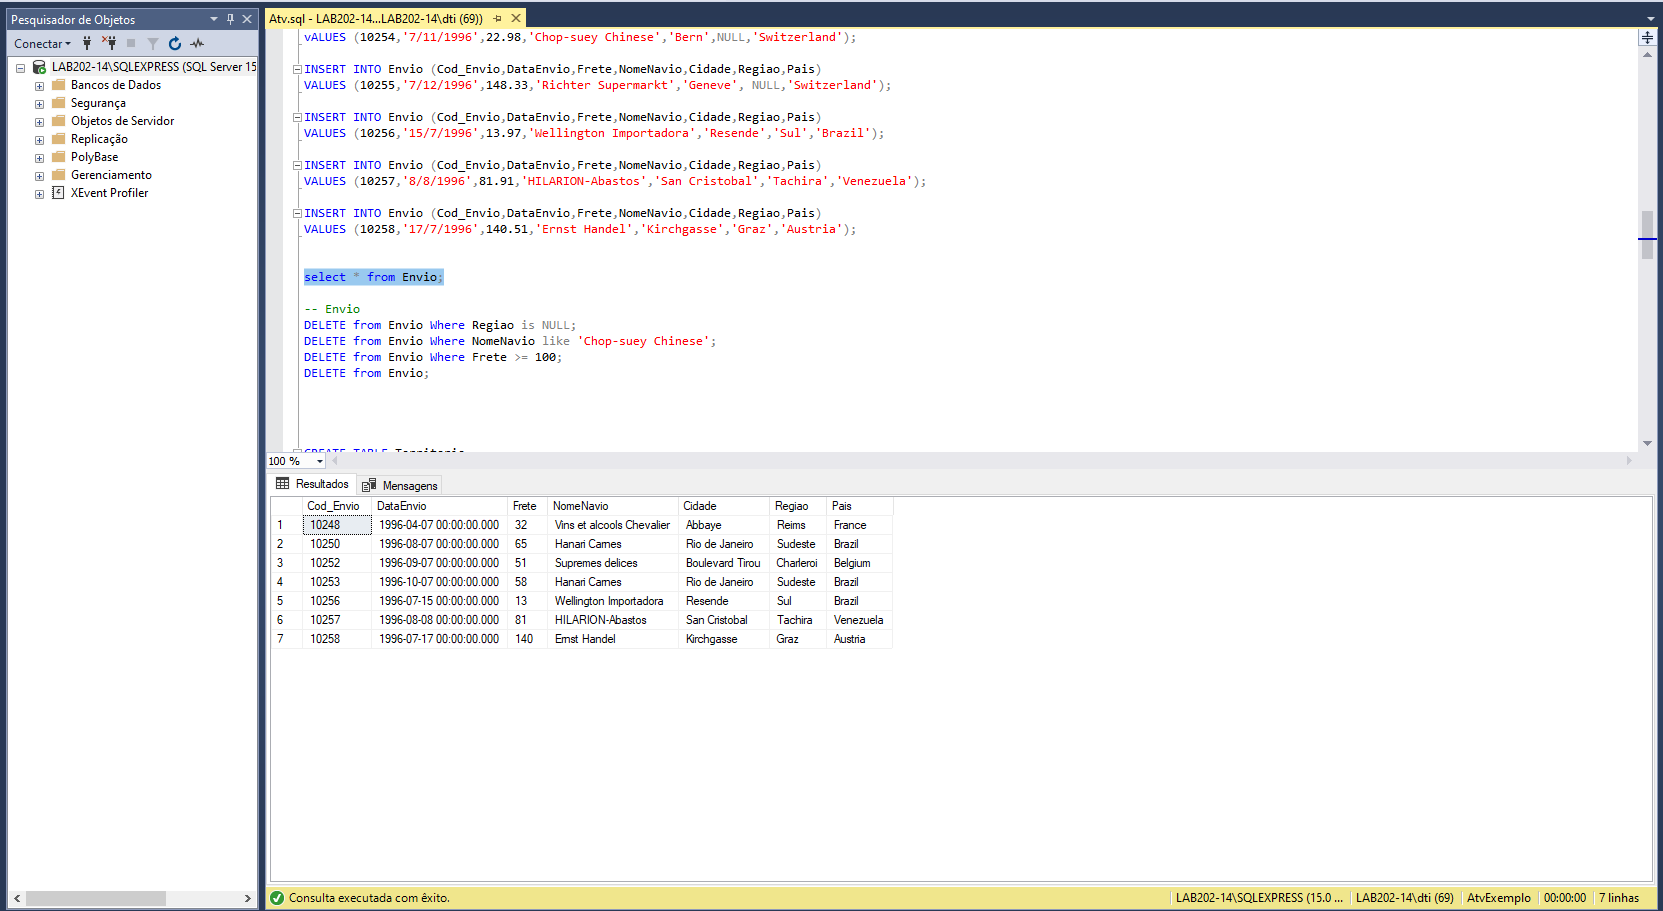 Pesquisador de Objetos
Conectar
LAB202-14\SQLEXPRESS (SQL Server 15
Bancos de Dados
Segurança
Objetos de Servidor
Replicação
PolyBase
Gerenciamento
XEvent Profiler
Atv.sql - LAB202-14...LAB202-14\dti (69))
vALUES (10254,'7/11/1996',22.98,'Chop-suey Chinese','Bern',NULL,'Switzerland');
INSERT INTO Envio (Cod_Envio,DataEnvio,Frete,NomeNavio,Cidade,Regiao,Pais)
VALUES (10255,'7/12/1996',148.33,'Richter Supermarkt','Geneve', NULL,'Switzerland');
INSERT INTO Envio (Cod_Envio,DataEnvio,Frete,NomeNavio,Cidade,Regiao,Pais)
VALUES (10256,'15/7/1996',13.97,'Wellington Importadora','Resende','Sul','Brazil');
INSERT INTO Envio (Cod_Envio,DataEnvio,Frete,NomeNavio,Cidade,Regiao,Pais)
VALUES (10257,'8/8/1996',81.91,'HILARION-Abastos','San Cristobal','Tachira','Venezuela');
INSERT INTO Envio (Cod_Envio,DataEnvio,Frete,NomeNavio,Cidade,Regiao,Pais)
VALUES (10258,'17/7/1996',140.51,'Ernst Handel','Kirchgasse','Graz','Austria');
select * from Envio;
-- Envio
DELETE from Envio Where Regiao is NULL;
DELETE from Envio Where NomeNavio like 'Chop-suey Chinese';
DELETE from Envio Where Frete >= 100;
DELETE from Envio;
CREATE TABLE Territorio
100 %
Resultados Mensagens
Cod_Envio DataEnvio Frete NomeNavio Cidade Regiao Pais
1 10248 1996-04-07 00:00:00.000 32 Vins et alcools Chevalier Abbaye Reims France
2 10250 1996-08-07 00:00:00.000 65 Hanari Carnes Rio de Janeiro Sudeste Brazil
3 10252 1996-09-07 00:00:00.000 51 Supremes delices Boulevard Tirou Charleroi Belgium
4 10253 1996-10-07 00:00:00.000 58 Hanari Carnes Rio de Janeiro Sudeste Brazil
5 10256 1996-07-15 00:00:00.000 13 Wellington Importadora Resende Sul Brazil
6 10257 1996-08-08 00:00:00.000 81 HILARION-Abastos San Cristobal Tachira Venezuela
7 10258 1996-07-17 00:00:00.000 140 Ernst Handel Kirchgasse Graz Austria
Consulta executada com êxito. LAB202-14\SQLEXPRESS (15.0 ... LAB202-14\dti (69) AtvExemplo 00:00:00 7 linhas